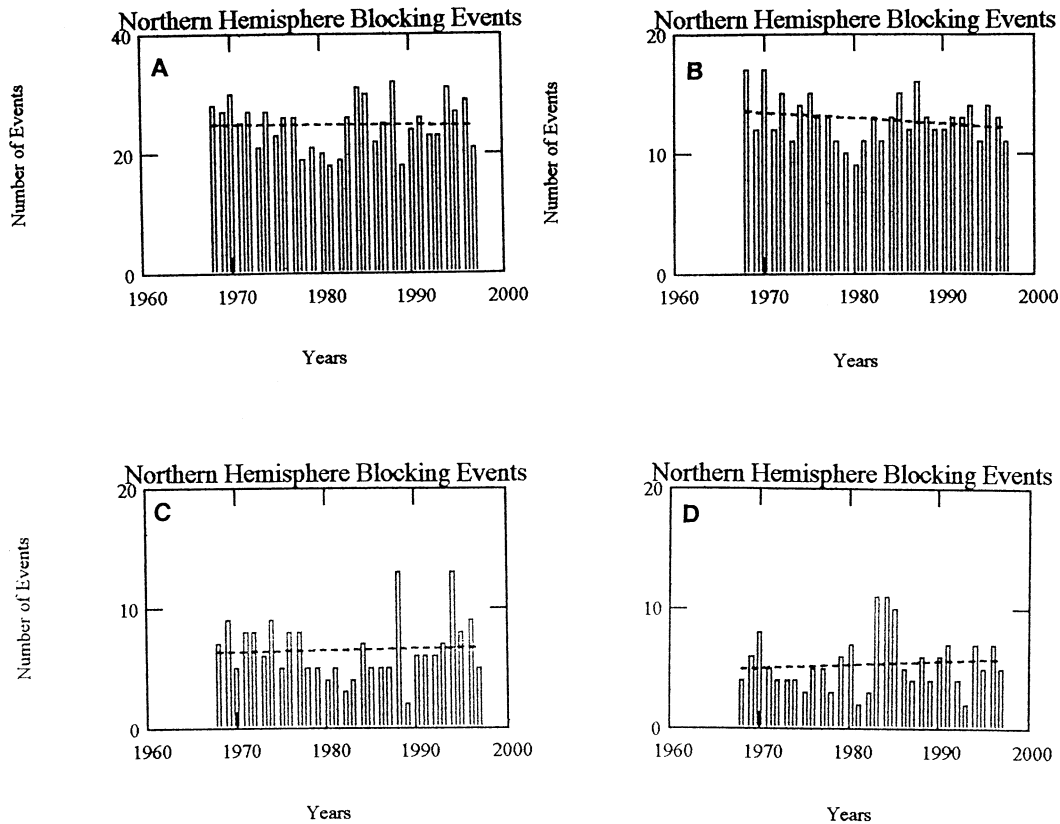 Northern Hemisphere Blocking Events
40
A
20
0
1960 1970 1980 1990 2000
Number of Events
Years
Northern Hemisphere Blocking Events
20
B
10
0
1960 1970 1980 1990 2000
Number of Events
Years
Northern Hemisphere Blocking Events
20
C
10
0
1960 1970 1980 1990 2000
Number of Events
Years
Northern Hemisphere Blocking Events
20
D
10
0
1960 1970 1980 1990 2000
Years